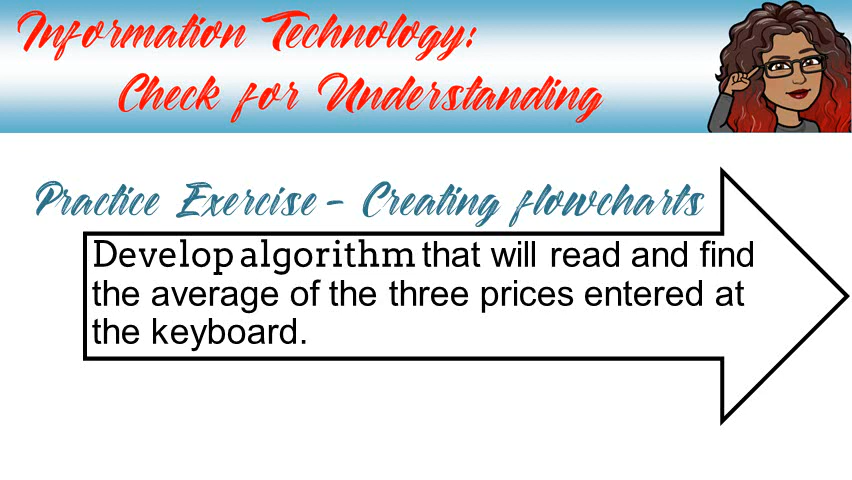 Information Technology:
Check for Understanding
Practice Exercise - Creating flowcharts
Develop algorithm that will read and find
the average of the three prices entered at
the keyboard.